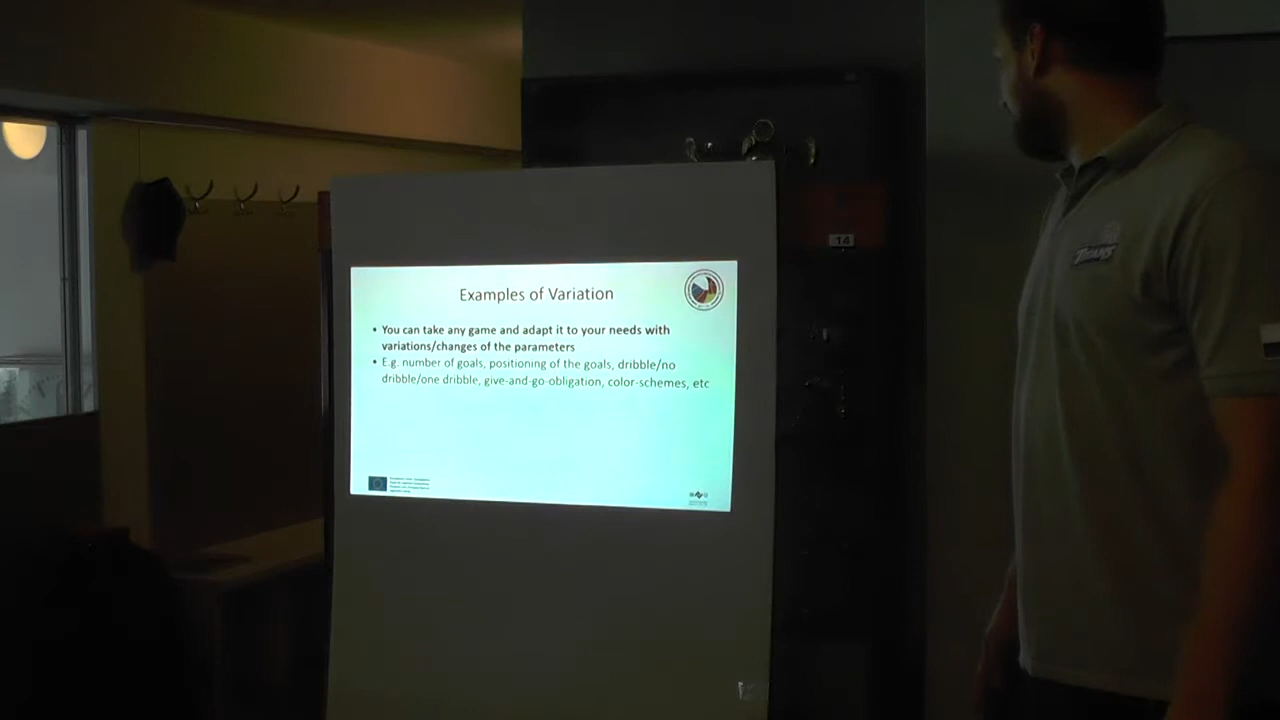 Examples of Variation
• You can take any game and adapt it to your needs with
variations/changes of the parameters
• E.g. number of goals, positioning of the goals, dribble/no
dribble/one dribble, give-and-go-obligation, color-schemes, etc
14
TITANS